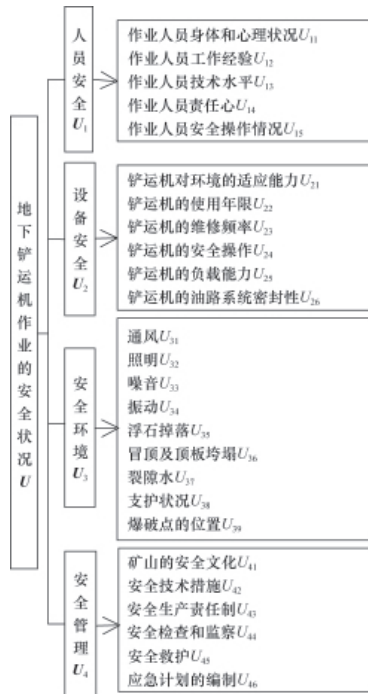 地下铲运机作业的安全状况U
人员安全U₁
作业人员身体和心理状况U₁₁
作业人员工作经验U₁₂
作业人员技术水平U₁₃
作业人员责任心U₁₄
作业人员安全操作情况U₁₅
设备安全U₂
铲运机对环境的适应能力U₂₁
铲运机的使用年限U₂₂
铲运机的维修频率U₂₃
铲运机的安全操作U₂₄
铲运机的负载能力U₂₅
铲运机的油路系统密封性U₂₆
安全环境U₃
通风U₃₁
照明U₃₂
噪音U₃₃
振动U₃₄
浮石掉落U₃₅
冒顶及顶板垮塌U₃₆
裂隙水U₃₇
支护状况U₃₈
爆破点的位置U₃₉
安全管理U₄
矿山的安全文化U₄₁
安全技术措施U₄₂
安全生产责任制U₄₃
安全检查和监察U₄₄
安全救护U₄₅
应急计划的编制U₄₆